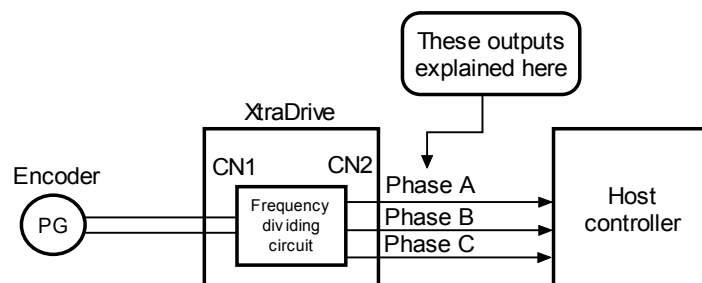 These outputs
explained here
XtraDrive
CN1
CN2
Encoder
PG
Frequency
dividing
circuit
Phase A
Phase B
Phase C
Host
controller